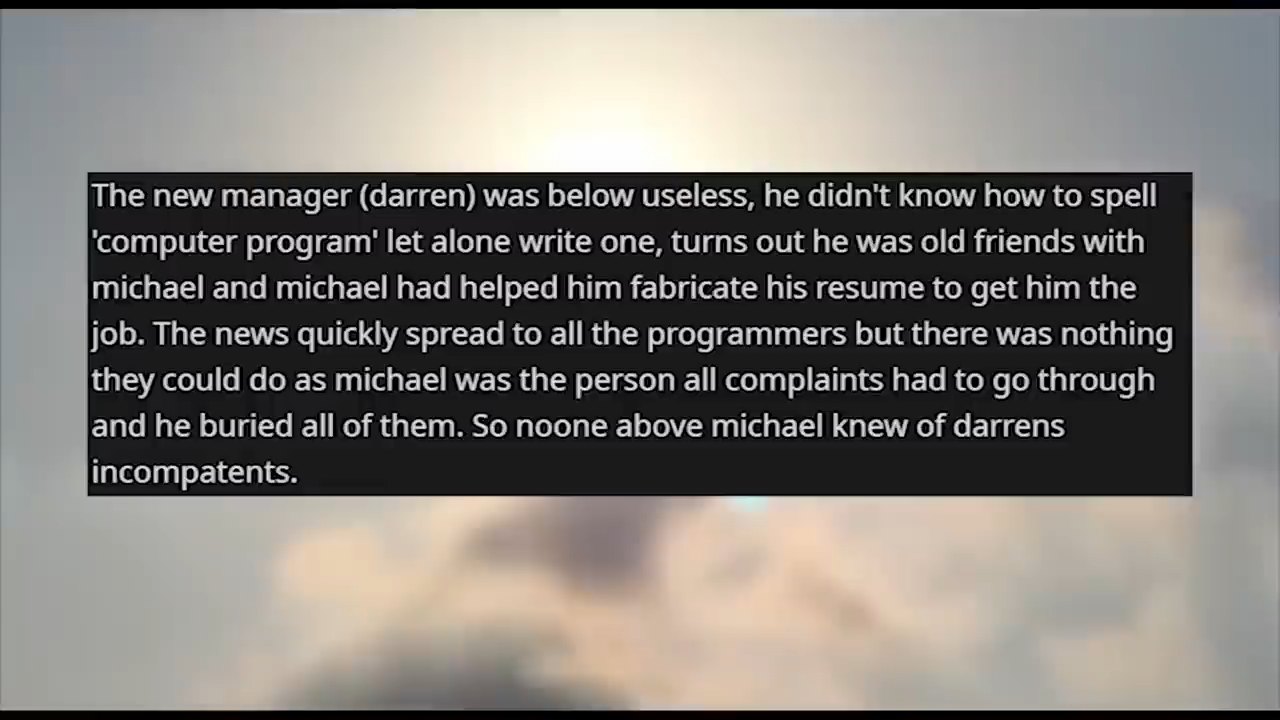 The new manager (darren) was below useless, he didn't know how to spell
'computer program' let alone write one, turns out he was old friends with
michael and michael had helped him fabricate his resume to get him the
job. The news quickly spread to all the programmers but there was nothing
they could do as michael was the person all complaints had to go through
and he buried all of them. So noone above michael knew of darrens
incompatents.